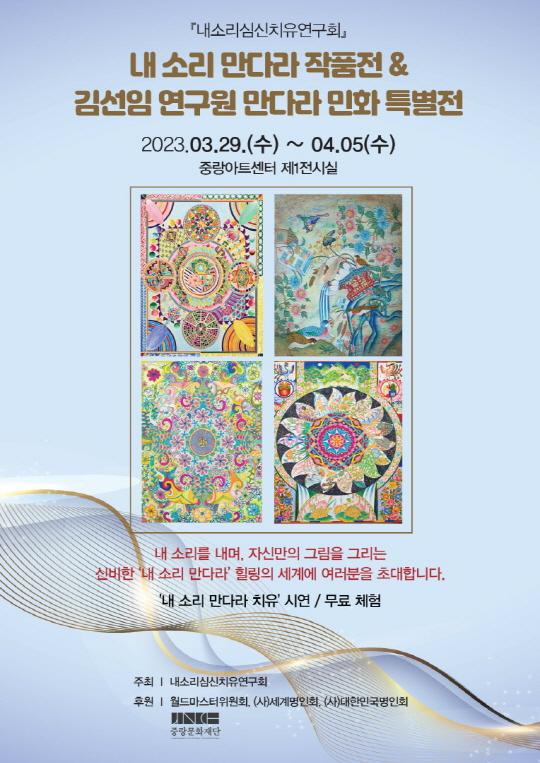 『내소리심신치유연구회』
내 소리 만다라 작품전 &
김선임 연구원 만다라 민화 특별전
2023.03.29.(수) ~ 04.05(수)
중랑아트센터 제1전시실
내 소리를 내며, 자신만의 그림을 그리는
신비한 '내 소리 만다라' 힐링의 세계에 여러분을 초대합니다.
'내 소리 만다라 치유' 시연 / 무료 체험
주최 l 내소리심신치유연구회
후원 l 월드마스터위원회, (사)세계명인회, (사)대한민국명인회
중랑문화재단